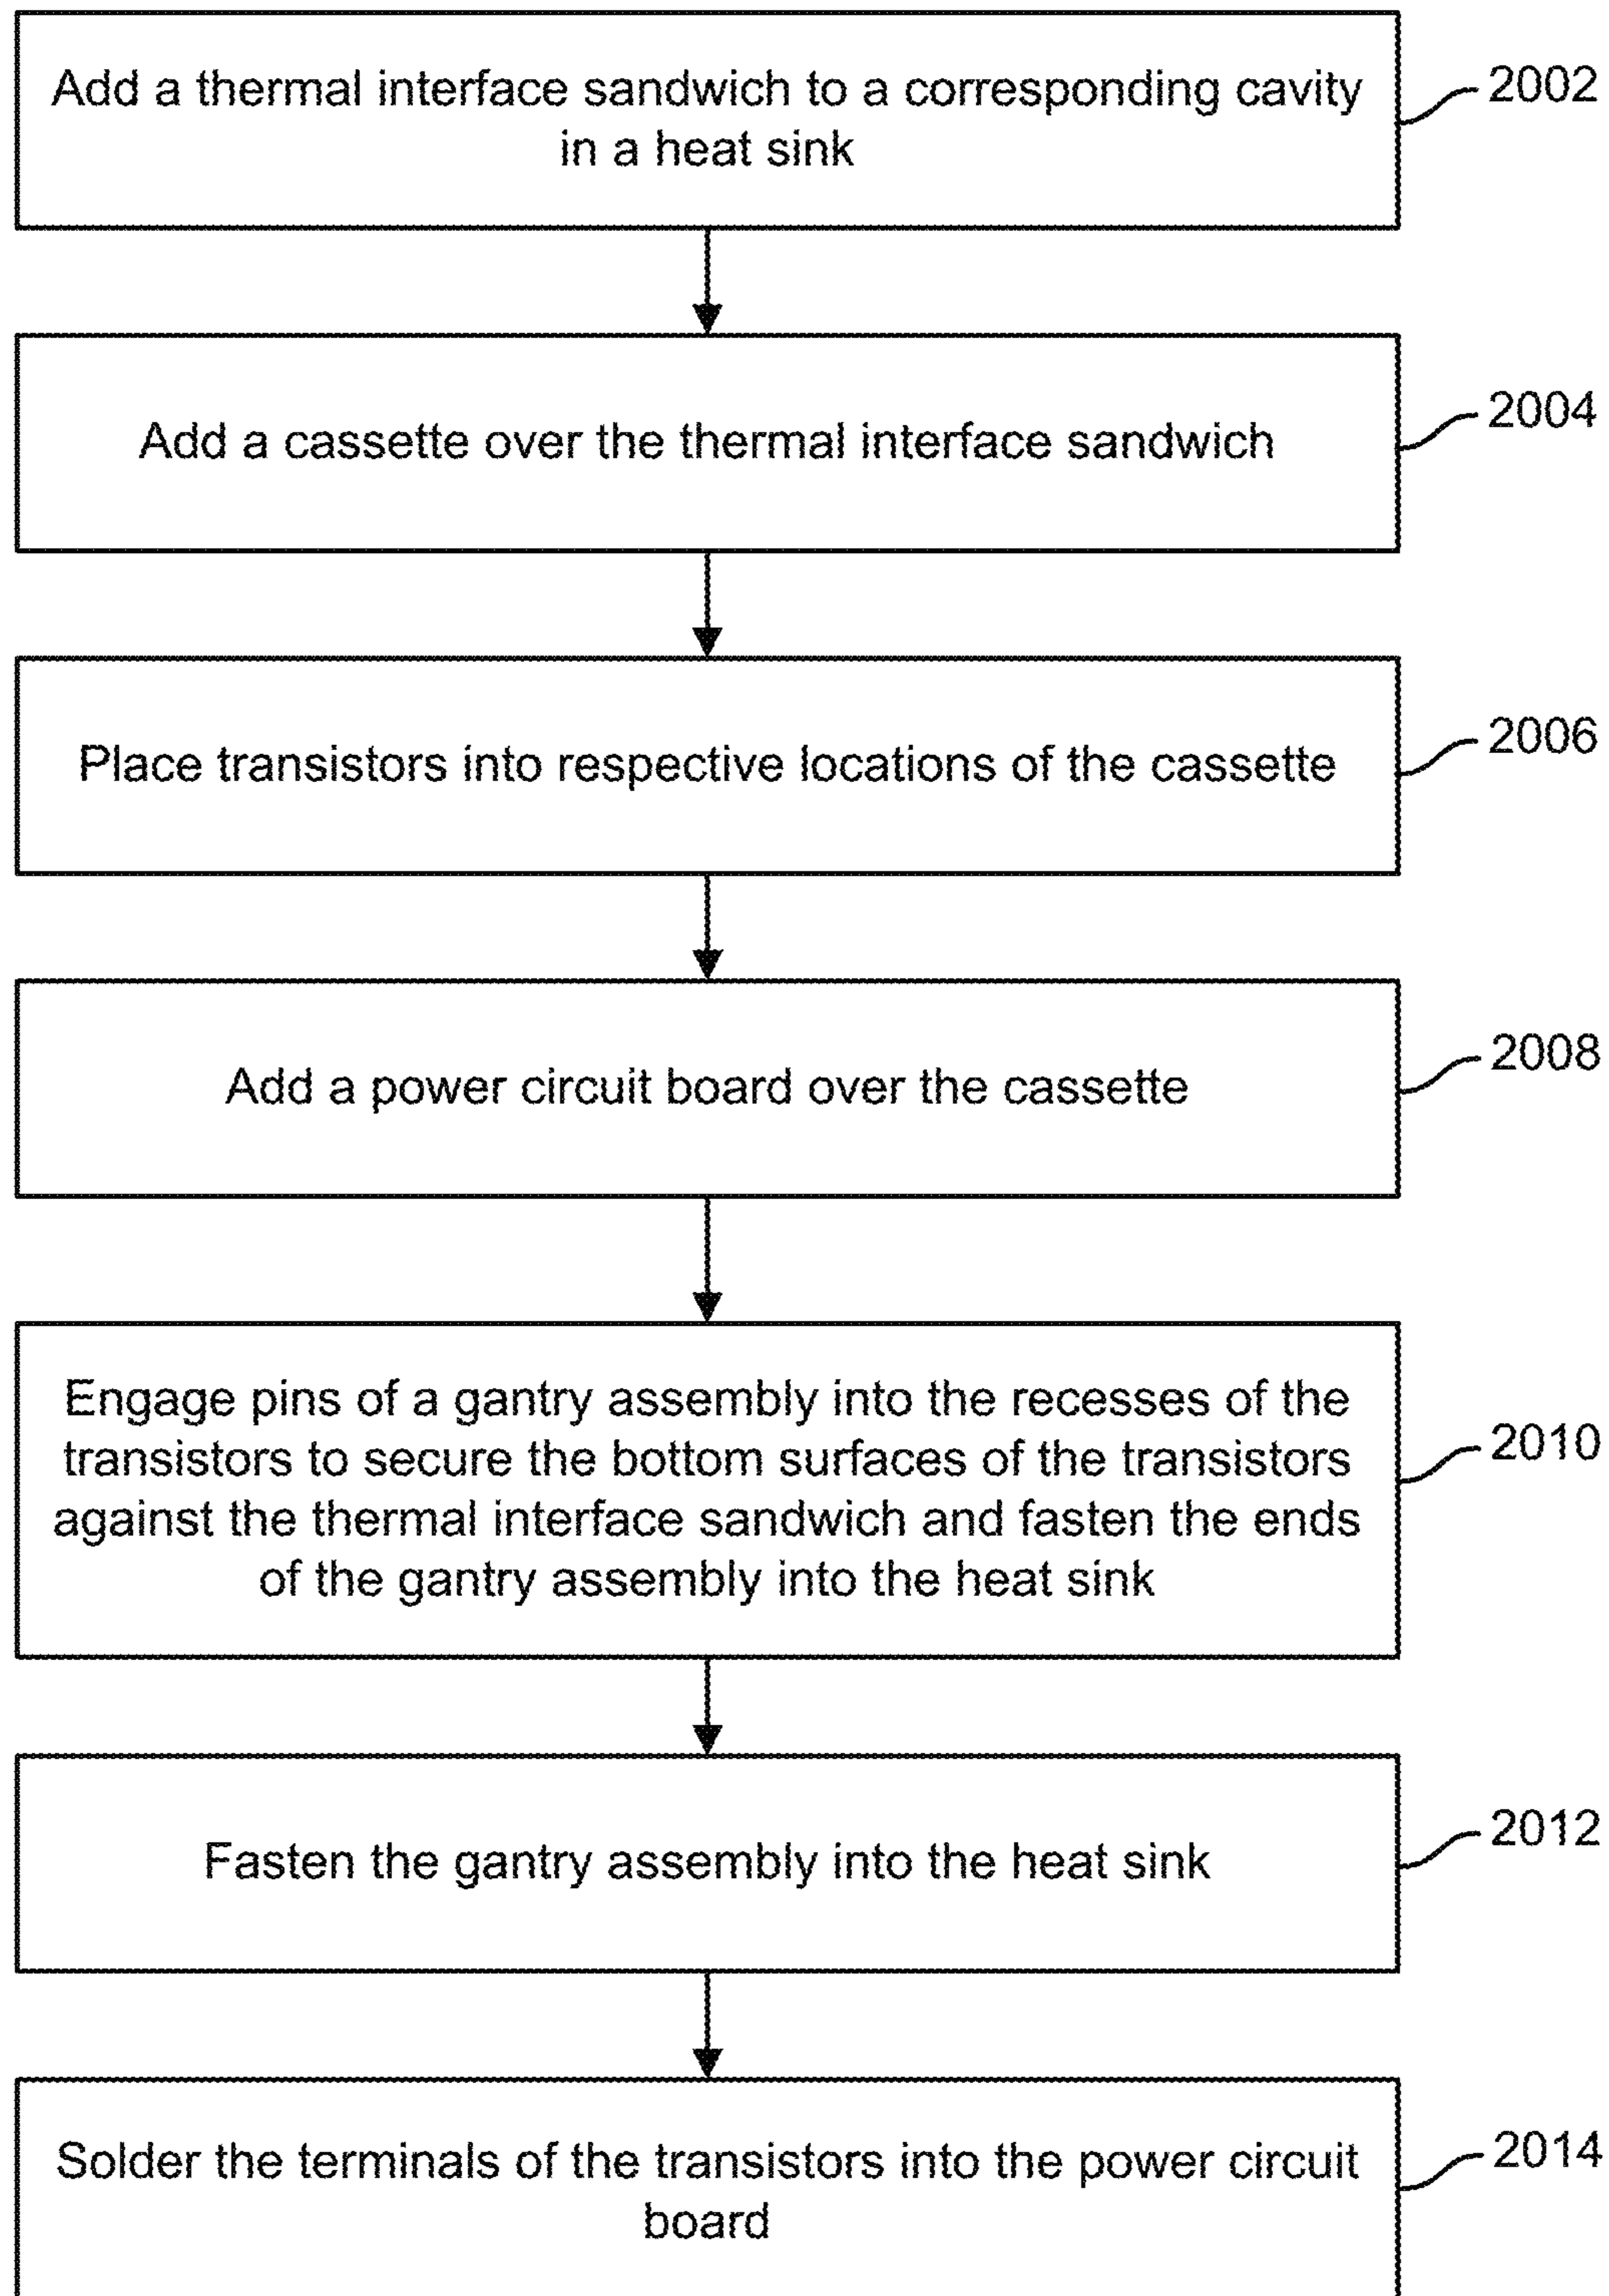 Add a thermal interface sandwich to a corresponding cavity
in a heat sink
2002
Add a cassette over the thermal interface sandwich
2004
Place transistors into respective locations of the cassette
2006
Add a power circuit board over the cassette
2008
Engage pins of a gantry assembly into the recesses of the
transistors to secure the bottom surfaces of the transistors
against the thermal interface sandwich and fasten the ends
of the gantry assembly into the heat sink
2010
Fasten the gantry assembly into the heat sink
2012
Solder the terminals of the transistors into the power circuit
board
2014